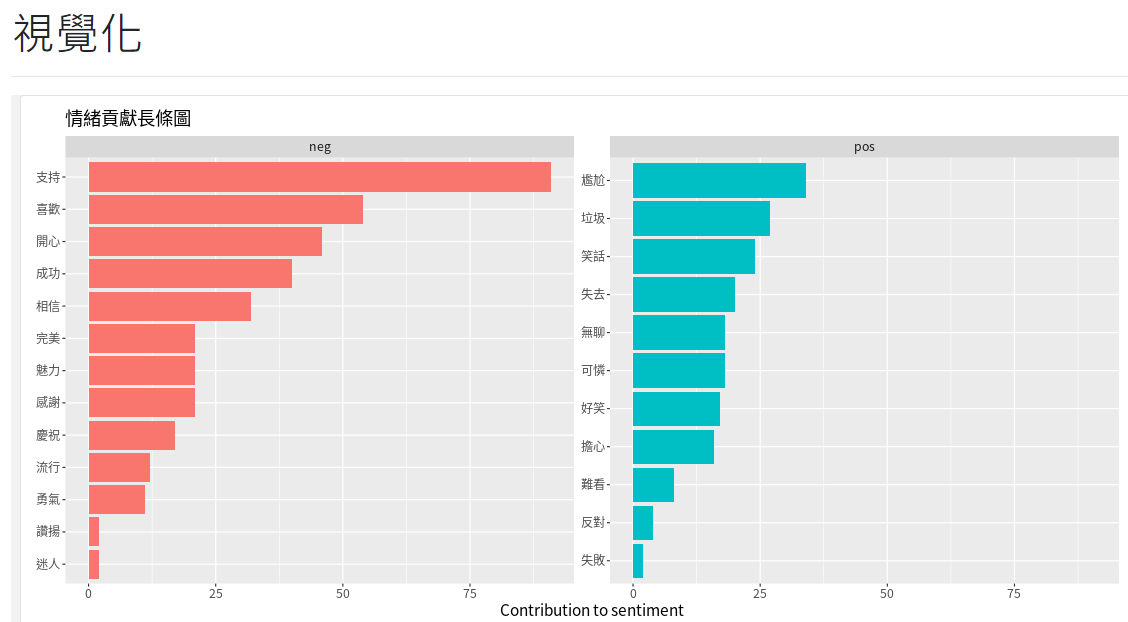 視覺化
情緒貢獻長條圖
neg
支持
喜歡
開心
成功
相信
完美
魅力
感謝
慶祝
流行
勇氣
讚揚
迷人
0 25 50 75
pos
尷尬
垃圾
笑話
失去
無聊
可憐
好笑
擔心
難看
反對
失敗
0 25 50 75
Contribution to sentiment